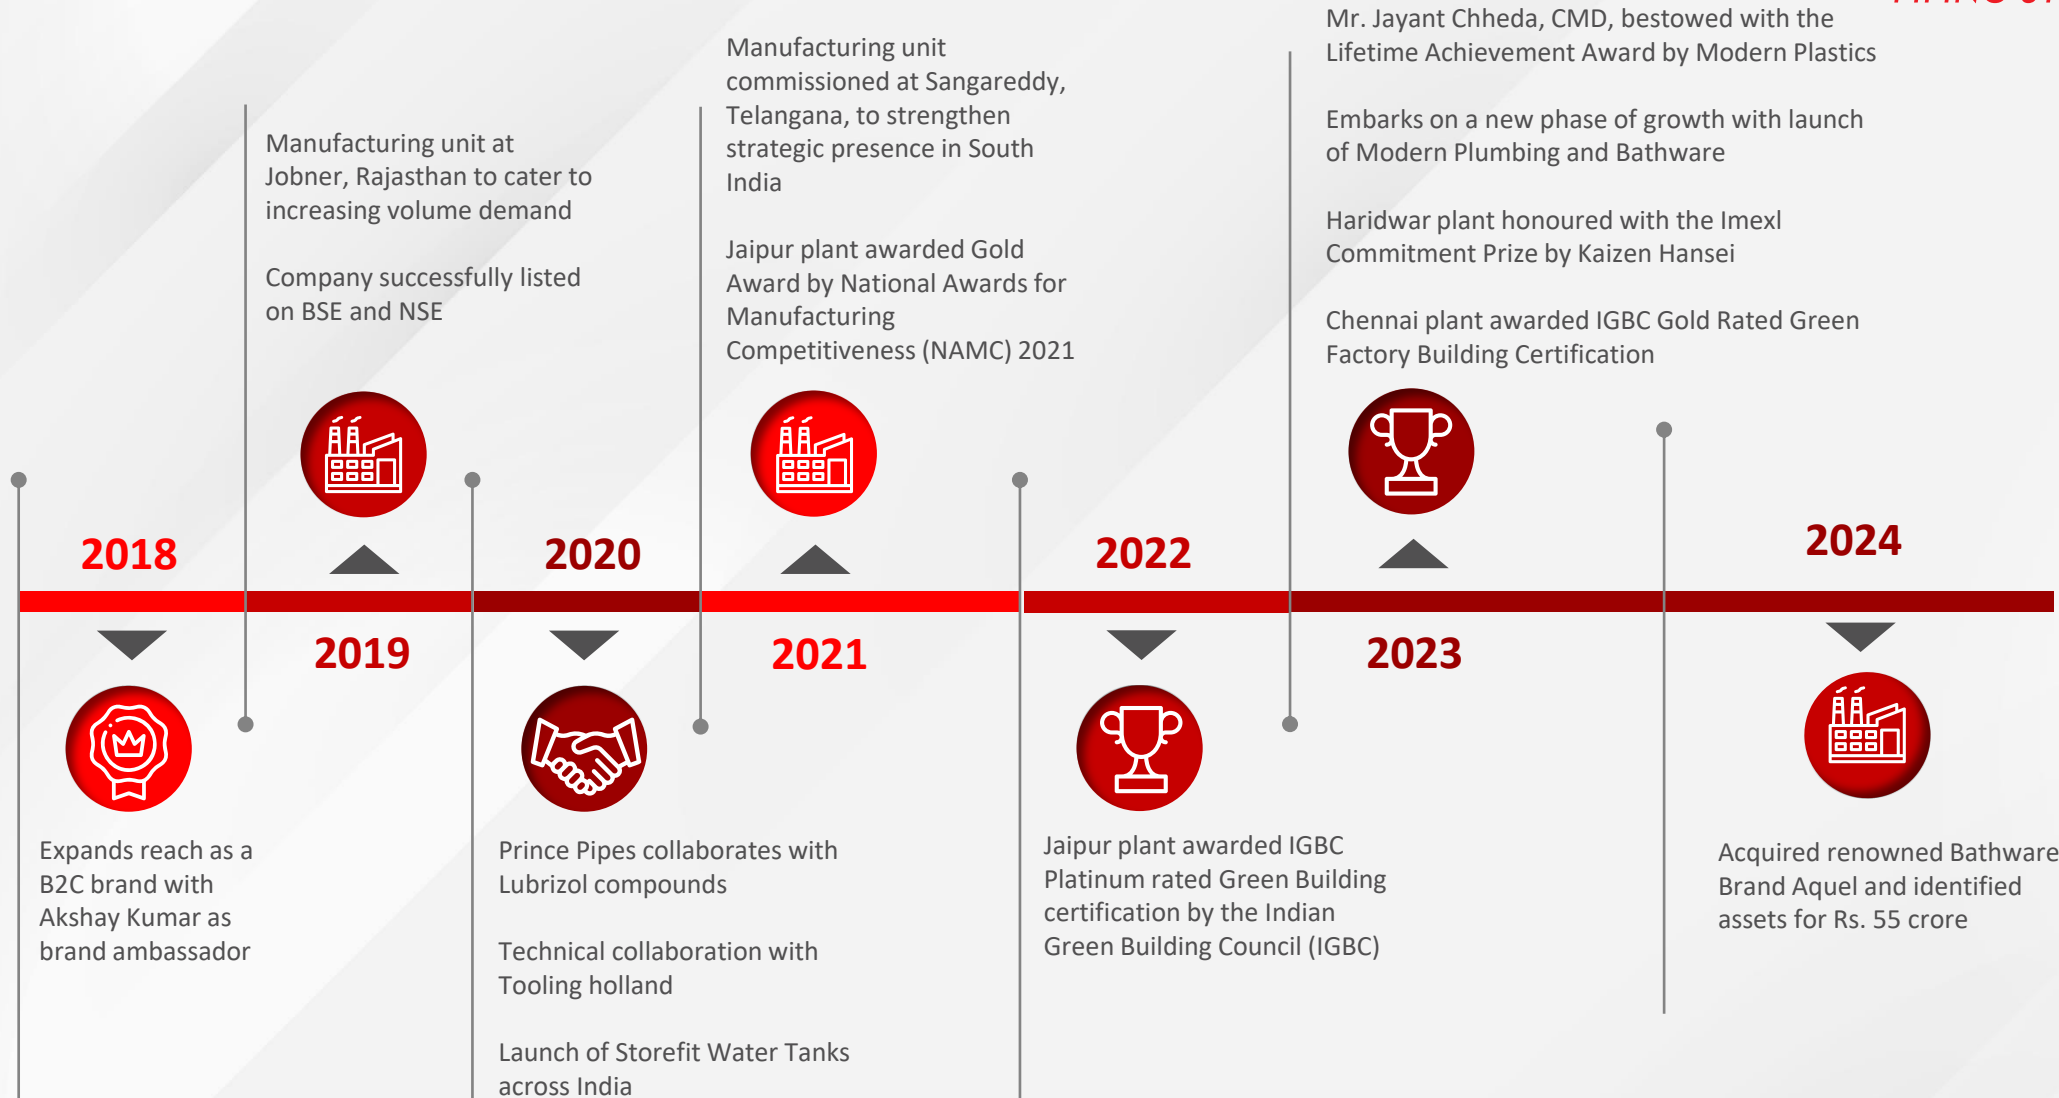 Mr. Jayant Chheda, CMD, bestowed with the
Lifetime Achievement Award by Modern Plastics
Embarks on a new phase of growth with launch
of Modern Plumbing and Bathware
Haridwar plant honoured with the Imexl
Commitment Prize by Kaizen Hansei
Chennai plant awarded IGBC Gold Rated Green
Factory Building Certification
Manufacturing unit
commissioned at Sangareddy,
Telangana, to strengthen
strategic presence in South
India
Jaipur plant awarded Gold
Award by National Awards for
Manufacturing
Competitiveness (NAMC) 2021
Manufacturing unit at
Jobner, Rajasthan to cater to
increasing volume demand
Company successfully listed
on BSE and NSE
2018
2020
2022
2024
2019
2021
2023
Expands reach as a
B2C brand with
Akshay Kumar as
brand ambassador
Prince Pipes collaborates with
Lubrizol compounds
Technical collaboration with
Tooling holland
Launch of Storefit Water Tanks
across India
Jaipur plant awarded IGBC
Platinum rated Green Building
certification by the Indian
Green Building Council (IGBC)
Acquired renowned Bathware
Brand Aquel and identified
assets for Rs. 55 crore